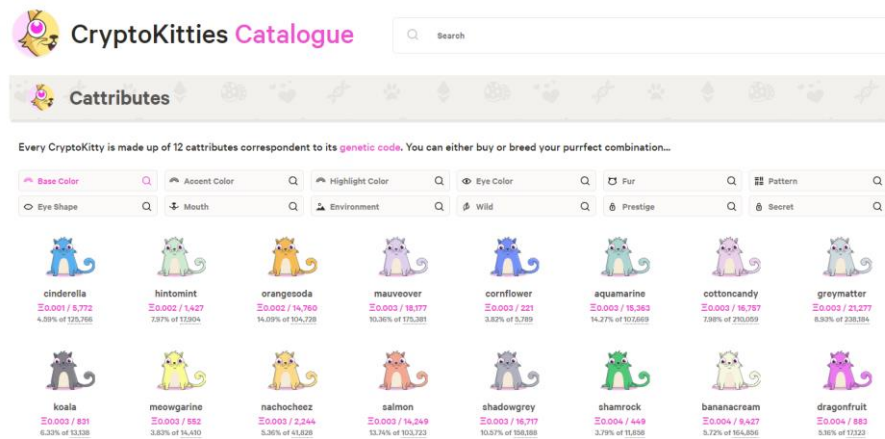 CryptoKitties Catalogue
Search
Cattributes
Every CryptoKitty is made up of 12 cattributes correspondent to its genetic code. You can either buy or breed your purrfect combination...
Base Color Accent Color Highlight Color Eye Color Fur Pattern
Eye Shape Mouth Environment Wild Prestige Secret
cinderella hintomint orangesoda mauveover cornflower aquamarine cottoncandy greymatter
Ξ0.001 / 5,772 Ξ0.002 / 1,427 Ξ0.002 / 14,760 Ξ0.003 / 18,177 Ξ0.003 / 221 Ξ0.003 / 15,363 Ξ0.003 / 16,757 Ξ0.003 / 21,277
4.59% of 125,766 7.97% of 17,904 14.09% of 104,728 10.36% of 175,381 3.82% of 5,789 14.27% of 107,669 7.98% of 210,059 8.93% of 238,184
koala meowgarine nachocheez salmon shadowgrey shamrock bananacream dragonfruit
Ξ0.003 / 831 Ξ0.003 / 552 Ξ0.003 / 2,244 Ξ0.003 / 14,249 Ξ0.003 / 16,717 Ξ0.004 / 449 Ξ0.004 / 9,427 Ξ0.004 / 883
6.33% of 13,138 3.83% of 14,410 5.36% of 41,828 13.74% of 103,723 10.57% of 158,188 3.79% of 11,858 5.72% of 164,856 5.16% of 17,123